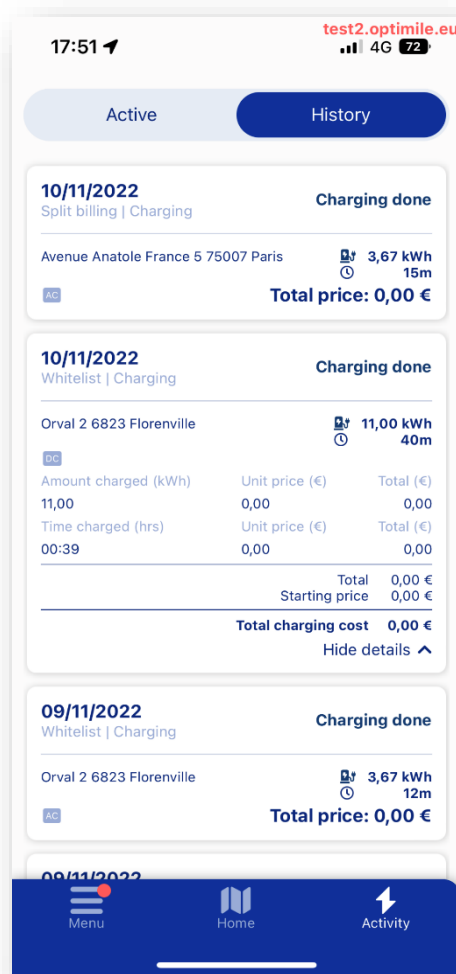 test2.optimile.eu
17:51 4G 72
Active History
10/11/2022
Split billing | Charging
Charging done
Avenue Anatole France 5 75007 Paris
3,67 kWh
15m
AC
Total price: 0,00 €
10/11/2022
Whitelist | Charging
Charging done
Orval 2 6823 Florenville
11,00 kWh
40m
DC
Amount charged (kWh) Unit price (€) Total (€)
11,00 0,00 0,00
Time charged (hrs) Unit price (€) Total (€)
00:39 0,00 0,00
Total 0,00 €
Starting price 0,00 €
Total charging cost 0,00 €
Hide details
09/11/2022
Whitelist | Charging
Charging done
Orval 2 6823 Florenville
3,67 kWh
12m
AC
Total price: 0,00 €
09/11/2022
Menu Home Activity